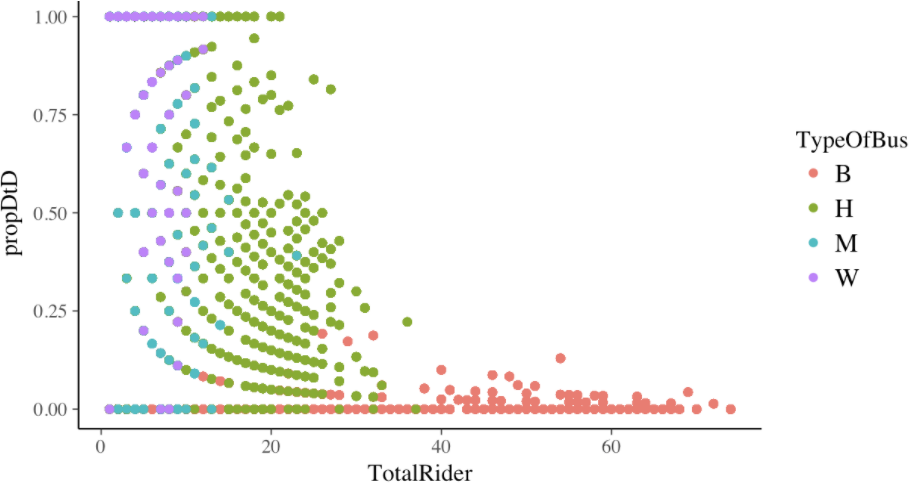 1.00
0.75
0.50
0.25
0.00
propDtD
0 20 40 60
TotalRider
TypeOfBus
B
H
M
W